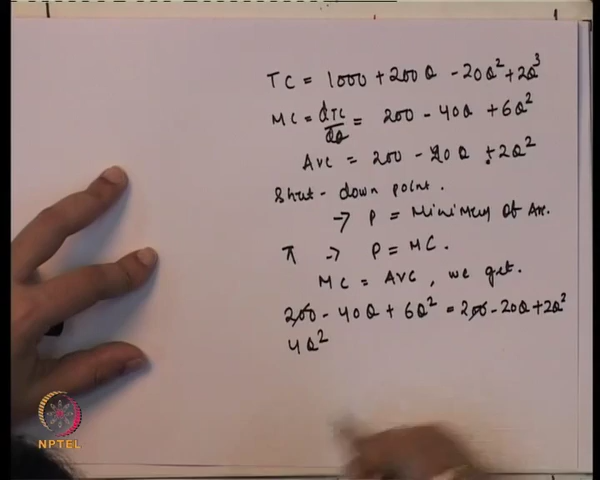 TC = 1000 + 200Q - 20Q² + 2Q³
MC = dTC/dQ = 200 - 40Q + 6Q²
AVC = 200 - 20Q + 2Q²
Shut-down point.
→ P = Minimum of AVC.
π → P = MC.
MC = AVC, we get.
200 - 40Q + 6Q² = 200 - 20Q + 2Q²
4Q²
NPTEL